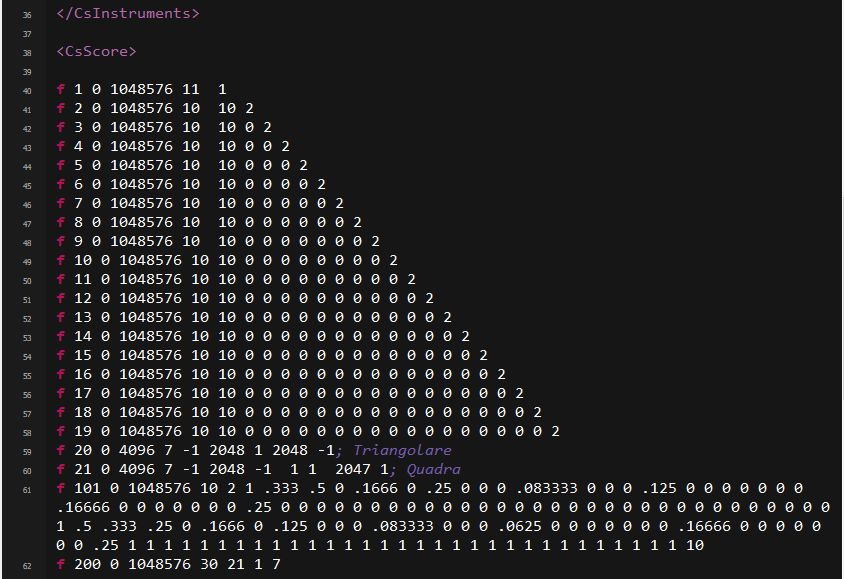 36 </CsInstruments>
37
38 <CsScore>
39
40 f 1 0 1048576 11  1
41 f 2 0 1048576 10  10 2
42 f 3 0 1048576 10  10 0 2
43 f 4 0 1048576 10  10 0 0 2
44 f 5 0 1048576 10  10 0 0 0 2
45 f 6 0 1048576 10  10 0 0 0 0 2
46 f 7 0 1048576 10  10 0 0 0 0 0 2
47 f 8 0 1048576 10  10 0 0 0 0 0 0 2
48 f 9 0 1048576 10  10 0 0 0 0 0 0 0 2
49 f 10 0 1048576 10 10 0 0 0 0 0 0 0 0 2
50 f 11 0 1048576 10 10 0 0 0 0 0 0 0 0 0 2
51 f 12 0 1048576 10 10 0 0 0 0 0 0 0 0 0 0 2
52 f 13 0 1048576 10 10 0 0 0 0 0 0 0 0 0 0 0 2
53 f 14 0 1048576 10 10 0 0 0 0 0 0 0 0 0 0 0 0 2
54 f 15 0 1048576 10 10 0 0 0 0 0 0 0 0 0 0 0 0 0 2
55 f 16 0 1048576 10 10 0 0 0 0 0 0 0 0 0 0 0 0 0 0 2
56 f 17 0 1048576 10 10 0 0 0 0 0 0 0 0 0 0 0 0 0 0 0 2
57 f 18 0 1048576 10 10 0 0 0 0 0 0 0 0 0 0 0 0 0 0 0 0 2
58 f 19 0 1048576 10 10 0 0 0 0 0 0 0 0 0 0 0 0 0 0 0 0 0 2
59 f 20 0 4096 7 -1 2048 1 2048 -1; Triangolare
60 f 21 0 4096 7 -1 2048 -1  1 1  2047 1; Quadra
61 f 101 0 1048576 10 2 1 .333 .5 0 .1666 0 .25 0 0 0 .083333 0 0 0 .125 0 0 0 0 0 0 0
.16666 0 0 0 0 0 0 0 .25 0 0 0 0 0 0 0 0 0 0 0 0 0 0 0 0 0 0 0 0 0 0 0 0 0 0 0 0 0 0 0
1 .5 .333 .25 0 .1666 0 .125 0 0 0 .083333 0 0 0 .0625 0 0 0 0 0 0 0 .16666 0 0 0 0 0
0 0 .25 1 1 1 1 1 1 1 1 1 1 1 1 1 1 1 1 1 1 1 1 1 1 1 1 1 1 1 1 1 1 1 10
62 f 200 0 1048576 30 21 1 7